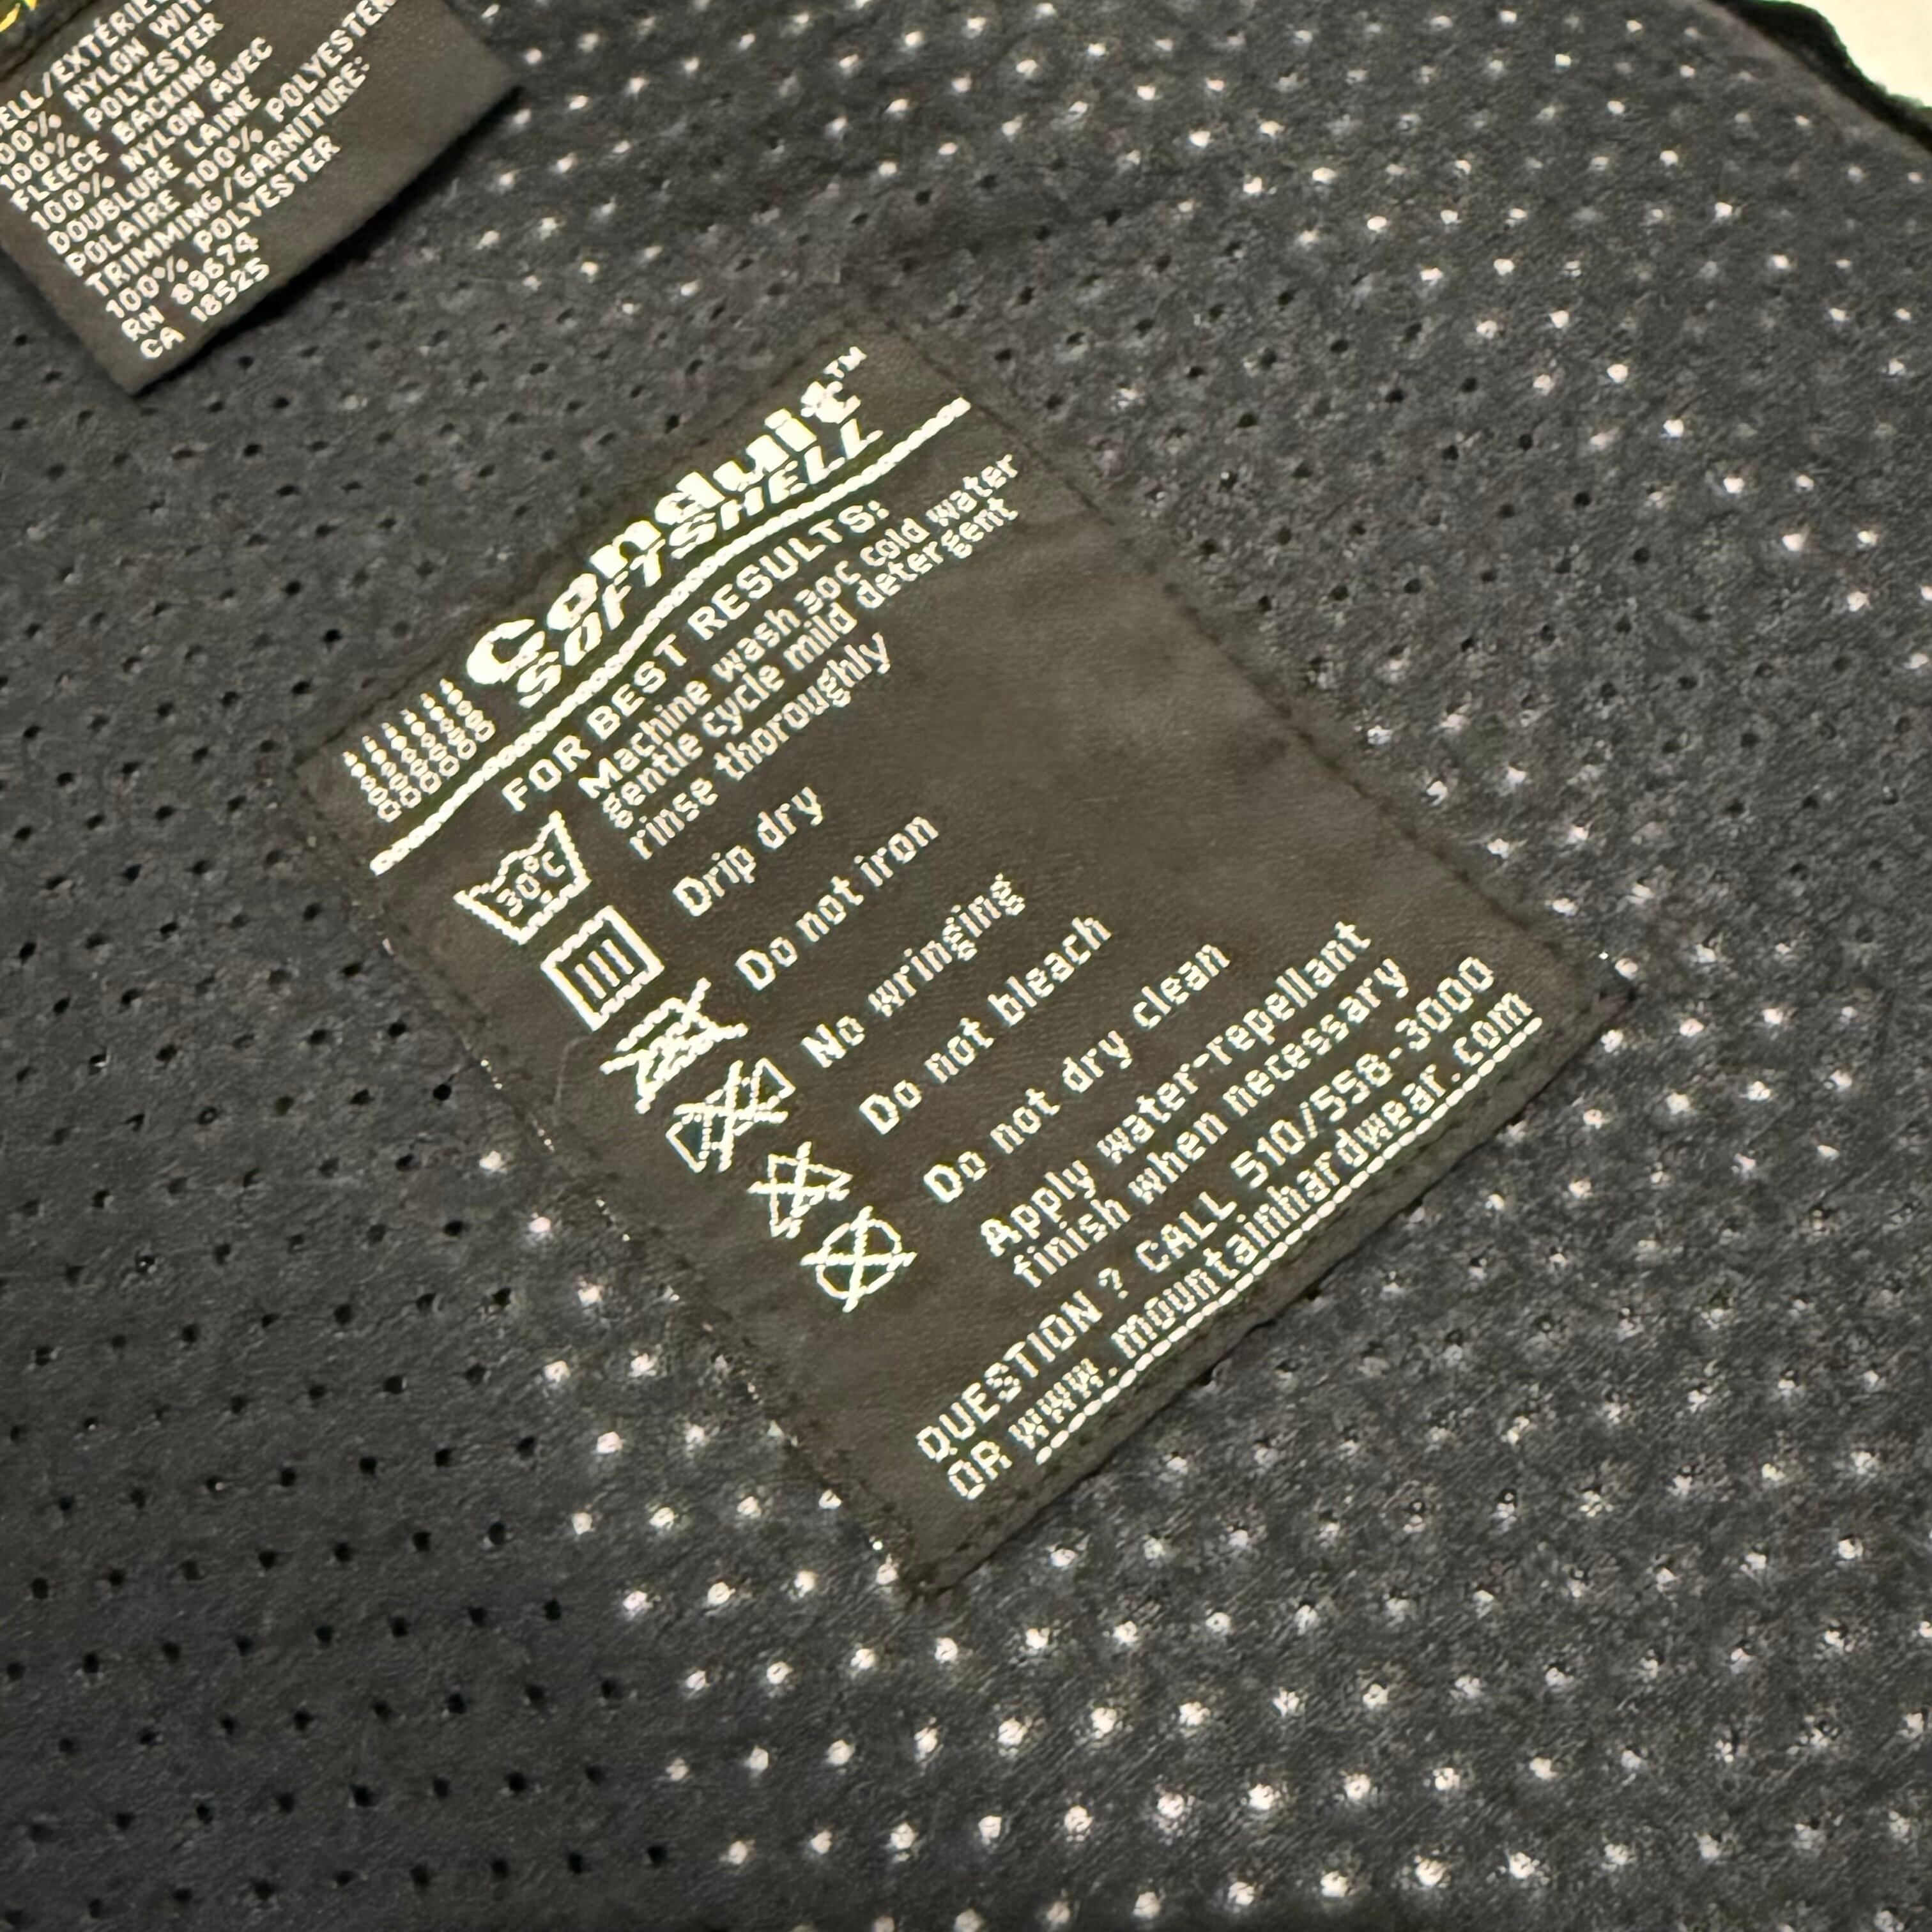 100% NYLON WITH
100% POLYESTER
FLEECE BACKING
100% NYLON AVEC
DOUBLURE LAINE
POLAIRE 100% POLYESTER
TRIMMING/GARNITURE:
100% POLYESTER
RN 89674
CA 18525
Conduit™
SOFTSHELL
FOR BEST RESULTS:
30°C
Machine wash 30C cold water
gentle cycle mild detergent
rinse thoroughly
Drip dry
Do not iron
No wringing
Do not bleach
Do not dry clean
Apply water-repellant
finish when necessary
QUESTION ? CALL 510/558-3000
OR www.mountainhardwear.com